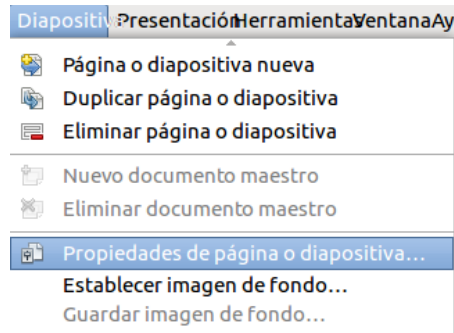 Diapositiva Presentación Herramientas Ventana Ay
Página o diapositiva nueva
Duplicar página o diapositiva
Eliminar página o diapositiva
Nuevo documento maestro
Eliminar documento maestro
Propiedades de página o diapositiva...
Establecer imagen de fondo...
Guardar imagen de fondo...